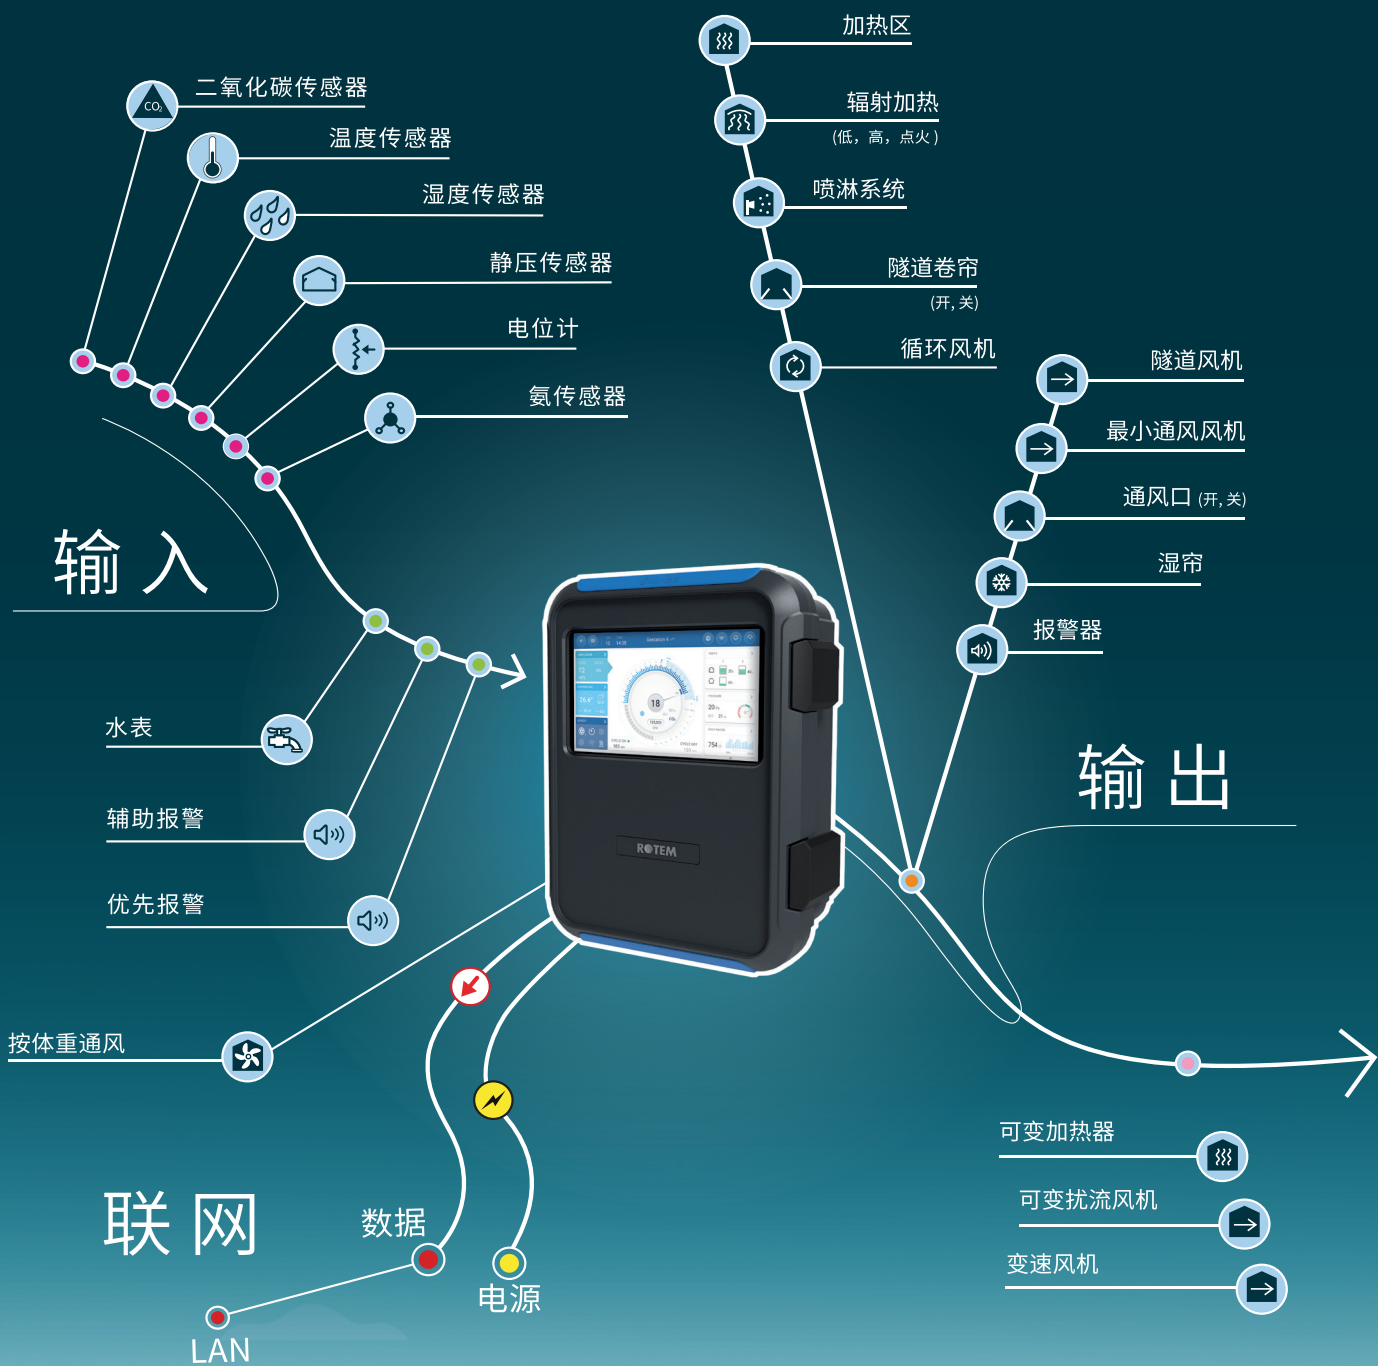 加热区
二氧化碳传感器
CO₂
辐射加热
(低，高，点火 )
温度传感器
湿度传感器
喷淋系统
静压传感器
隧道卷帘
(开, 关)
电位计
循环风机
隧道风机
氨传感器
最小通风风机
通风口 (开, 关)
输入
湿帘
报警器
18
水表
输出
辅助报警
ROTEM
优先报警
按体重通风
可变加热器
联网
数据
可变扰流风机
变速风机
电源
LAN